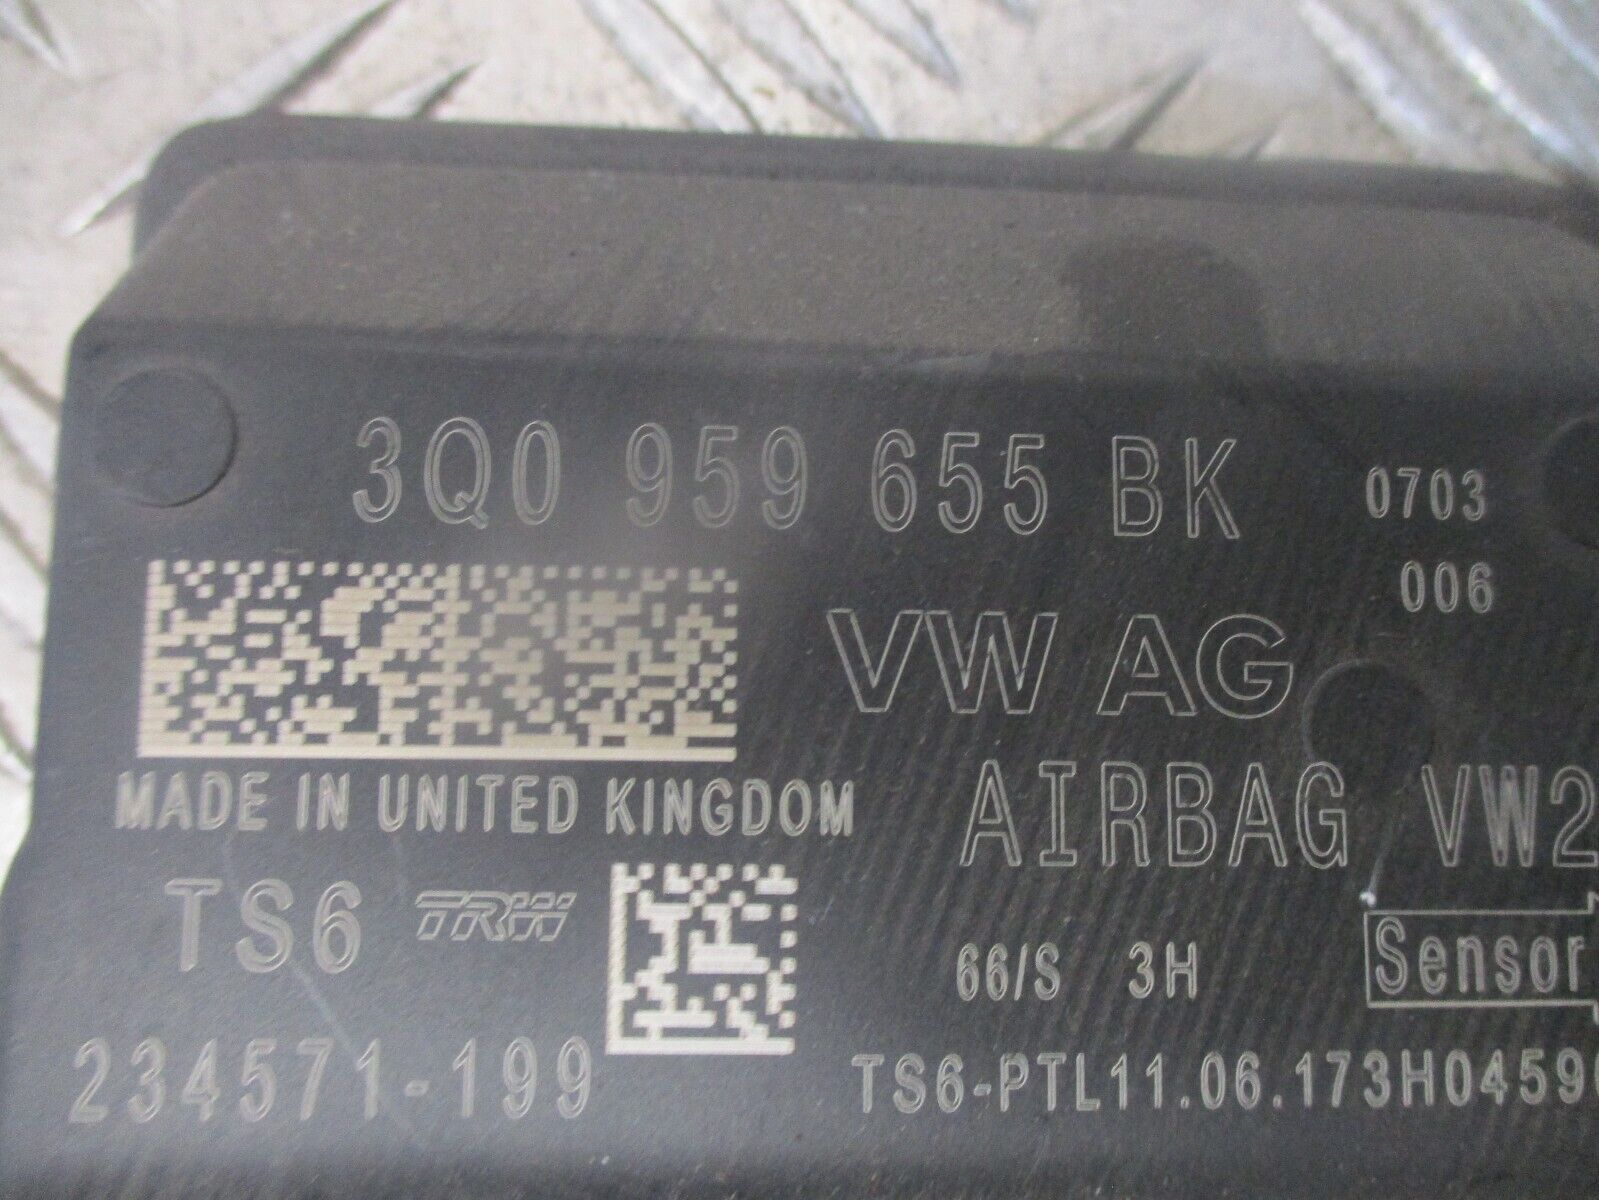 3Q0 959 655 BK 0703
006
VW AG
MADE IN UNITED KINGDOM
AIRBAG VW2
TS6 TRW
66/S 3H
Sensor
234571-199
TS6-PTL11.06.173H0459